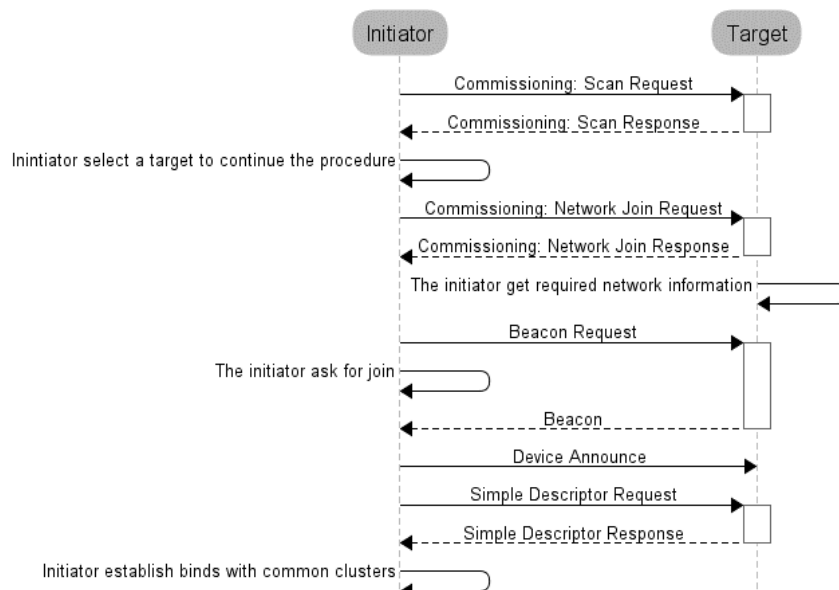 Initiator
Target
Commissioning: Scan Request
Commissioning: Scan Response
Inintiator select a target to continue the procedure
Commissioning: Network Join Request
Commissioning: Network Join Response
The initiator get required network information
Beacon Request
The initiator ask for join
Beacon
Device Announce
Simple Descriptor Request
Simple Descriptor Response
Initiator establish binds with common clusters